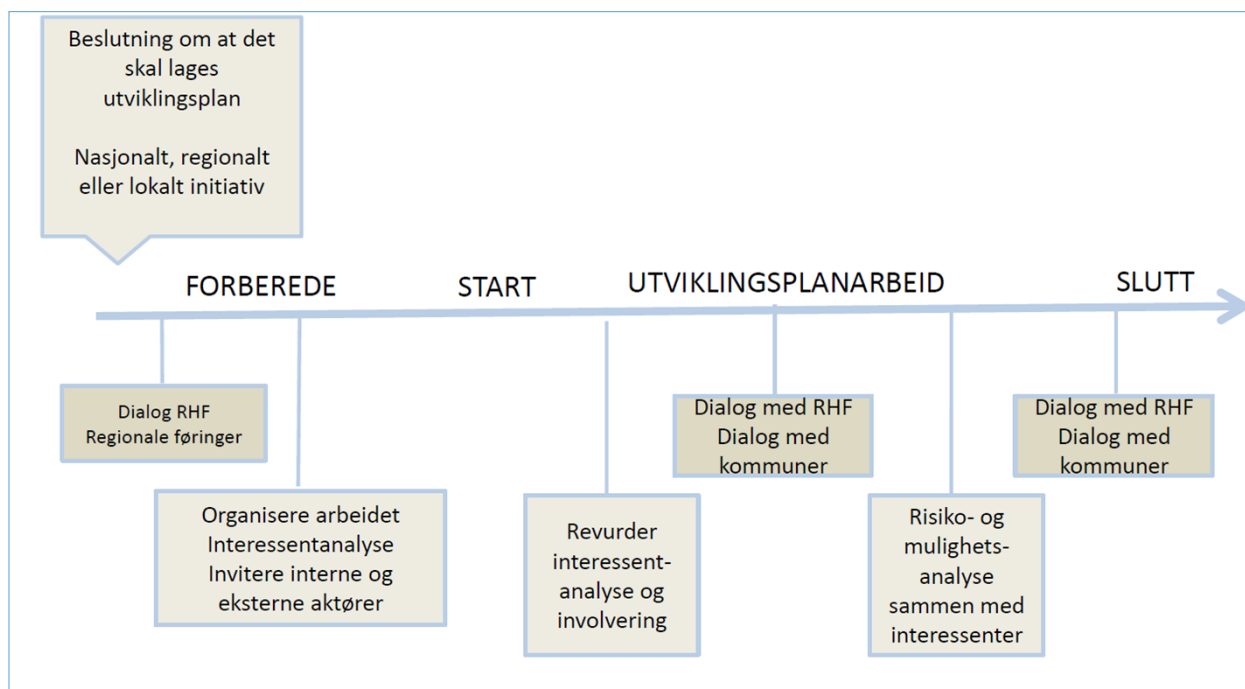 Beslutning om at det
skal lages
utviklingsplan
Nasjonalt, regionalt
eller lokalt initiativ
FORBEREDE
START
UTVIKLINGSPLANARBEID
SLUTT
Dialog RHF
Regionale føringer
Organisere arbeidet
Interessentanalyse
Invitere interne og
eksterne aktører
Revurder
interessent-
analyse og
involvering
Dialog med RHF
Dialog med
kommuner
Risiko- og
mulighets-
analyse
sammen med
interessenter
Dialog med RHF
Dialog med
kommuner